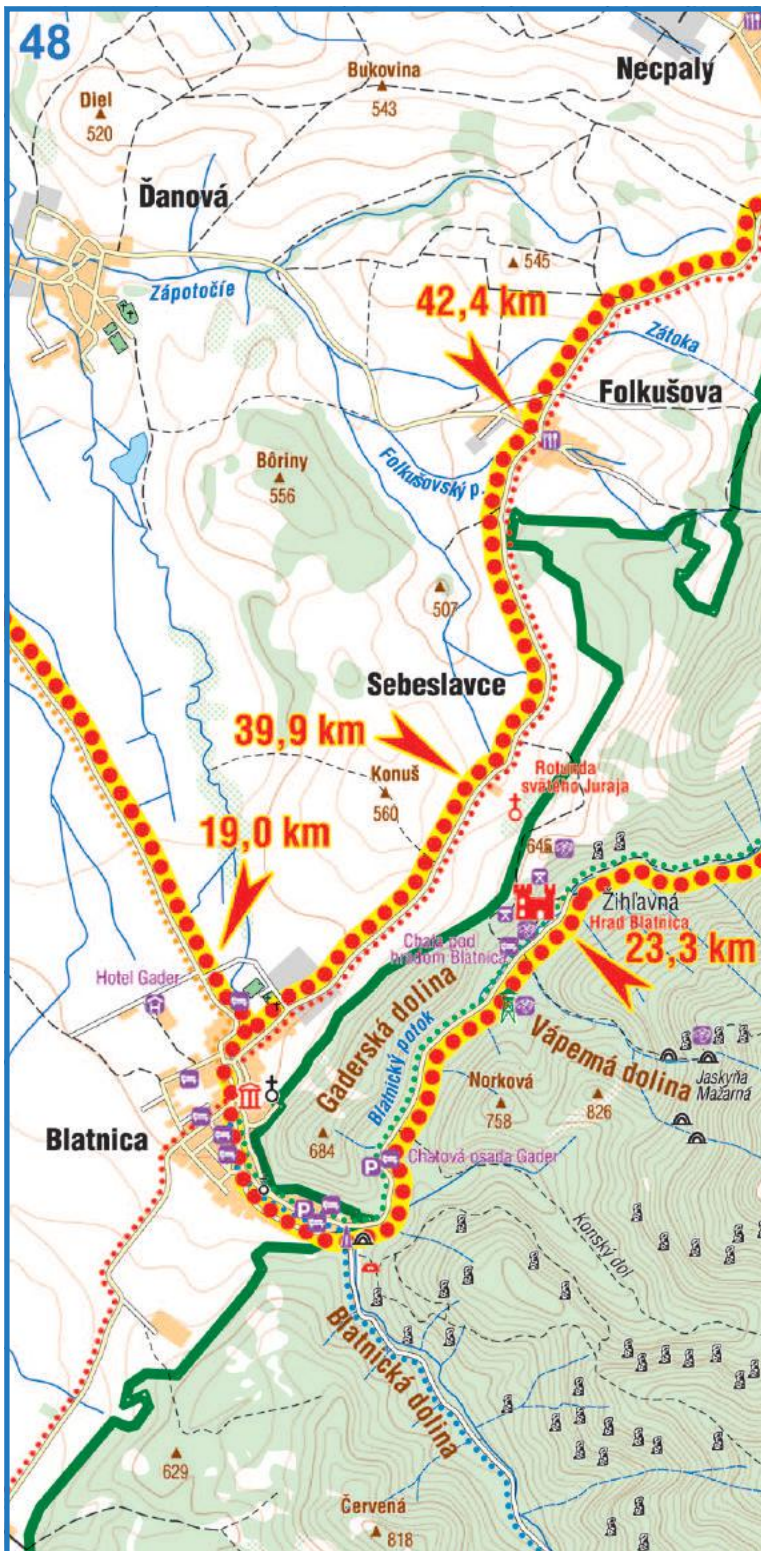 48
Necpaly
Bukovina
543
Diel
520
Ďanová
545
Zápotočíe
42,4 km
Zátoka
Folkušova
Bôriny
556
Folkušovský p.
507
Sebeslavce
39,9 km
Rotunda
svätého Juraja
Konuš
560
19,0 km
645
Žihľavná
Hrad Blatnica
Chata pod
hradom Blatnica
23,3 km
Hotel Gader
Gaderská dolina
Blatnický potok
Vápenná dolina
Jaskyňa
Mažarná
Norková
758
826
Blatnica
684
P
Chatová osada Gader
P
Konský dol
Blatnická dolina
629
Červená
818